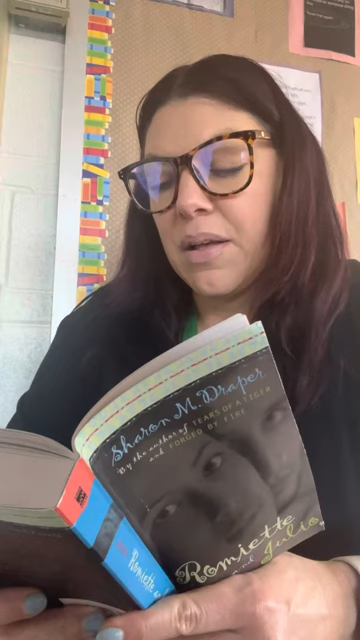 Sharon M. Draper
By the author of TEARS OF A TIGER
and FORGED BY FIRE
Romiette
and Julio
Romiette